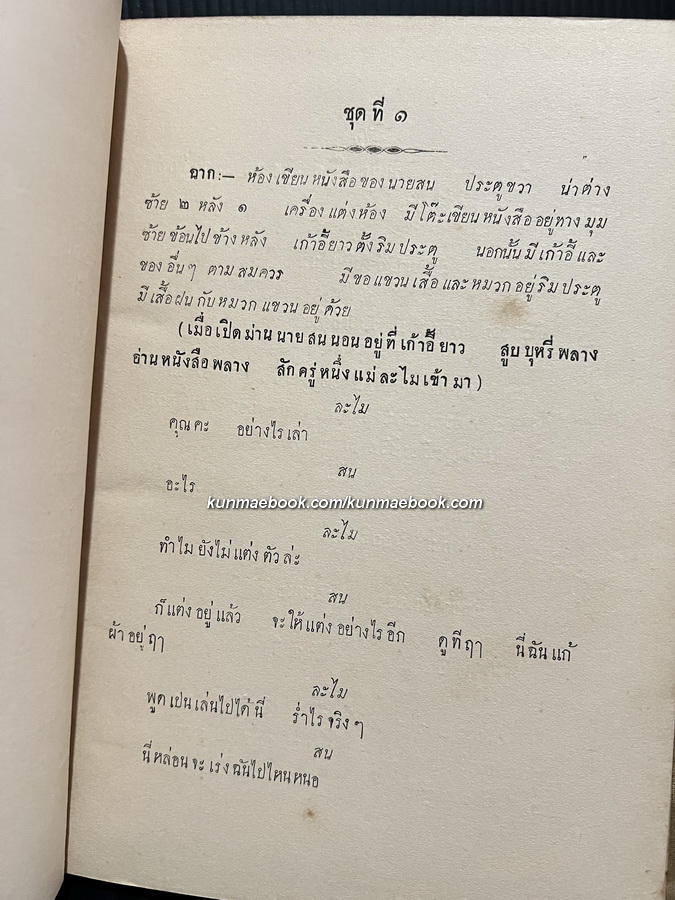 ชุด ที่ ๑
ฉาก:— ห้อง เขียน หนังสือ ของ นายสน ประตู ขวา น่าต่าง
ซ้าย ๒ หลัง ๑ เครื่อง แต่งห้อง มี โต๊ะเขียน หนังสือ อยู่ทาง มุม
ซ้าย ข้อนไป ข้าง หลัง เก้าอี้ยาว ตั้ง ริม ประตู นอกนั้น มี เก้าอี้ และ
ของ อื่น ๆ ตาม สมควร มี ขอ แขวน เสื้อ และ หมวก อยู่ ริม ประตู
มี เสื้อ ฝน กับ หมวก แขวน อยู่ ด้วย
(เมื่อ เปิด ม่าน นาย สน นอน อยู่ ที่ เก้าอี้ ยาว สูบ บุหรี่ พลาง
อ่าน หนังสือ พลาง สัก ครู่ หนึ่ง แม่ ละไม เข้า มา)
ละไม
คุณ คะ อย่างไร เล่า
สน
อะไร
kunmaebook.com/kunmaebook.com
ละไม
ทำไม ยังไม่ แต่ง ตัว ล่ะ
สน
ก็แต่ง อยู่ แล้ว จะให้ แต่ง อย่างไร อีก ดู ที ฤๅ นี่ ฉัน แก้
ผ้า อยู่ ฤๅ
ละไม
พูด เปน เล่น ไปได้ นี่ ร่ำไร จริง ๆ
สน
นี่ หล่อน จะ เร่ง ฉัน ไป ไหน หนอ